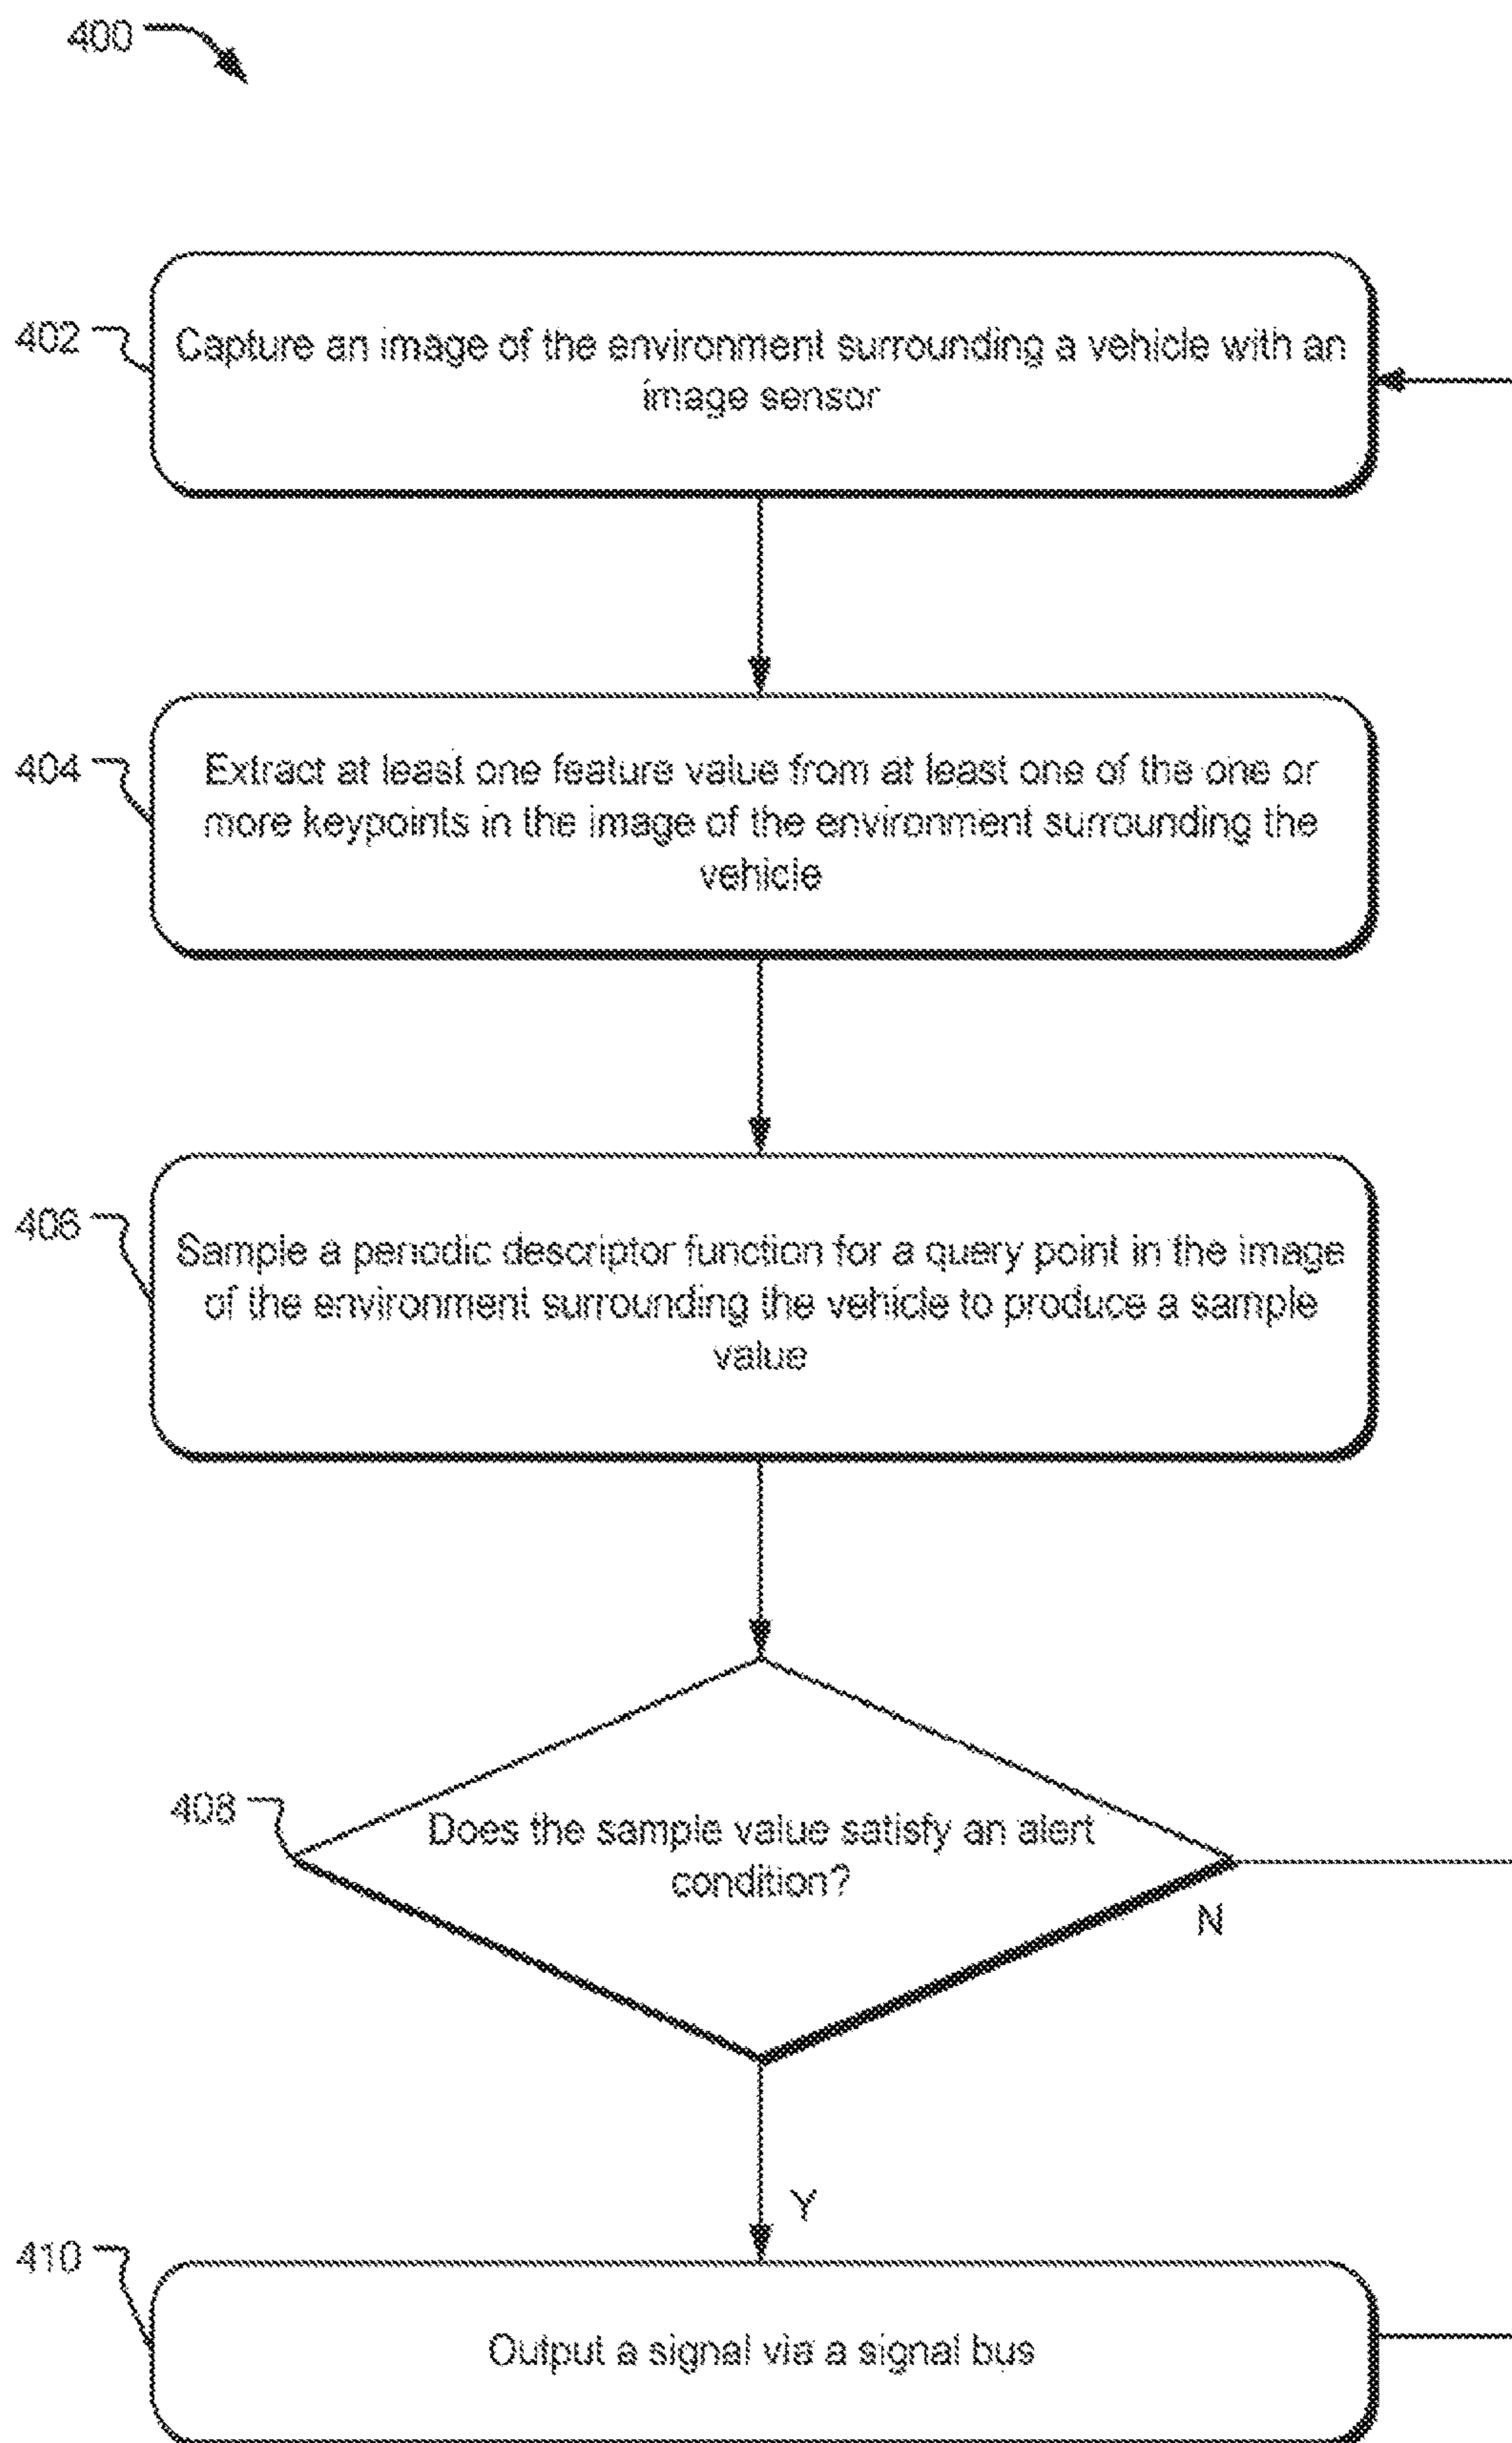 400
402
Capture an image of the environment surrounding a vehicle with an
image sensor
404
Extract at least one feature value from at least one of the one or
more keypoints in the image of the environment surrounding the
vehicle
406
Sample a periodic descriptor function for a query point in the image
of the environment surrounding the vehicle to produce a sample
value
408
Does the sample value satisfy an alert
condition?
N
Y
410
Output a signal via a signal bus